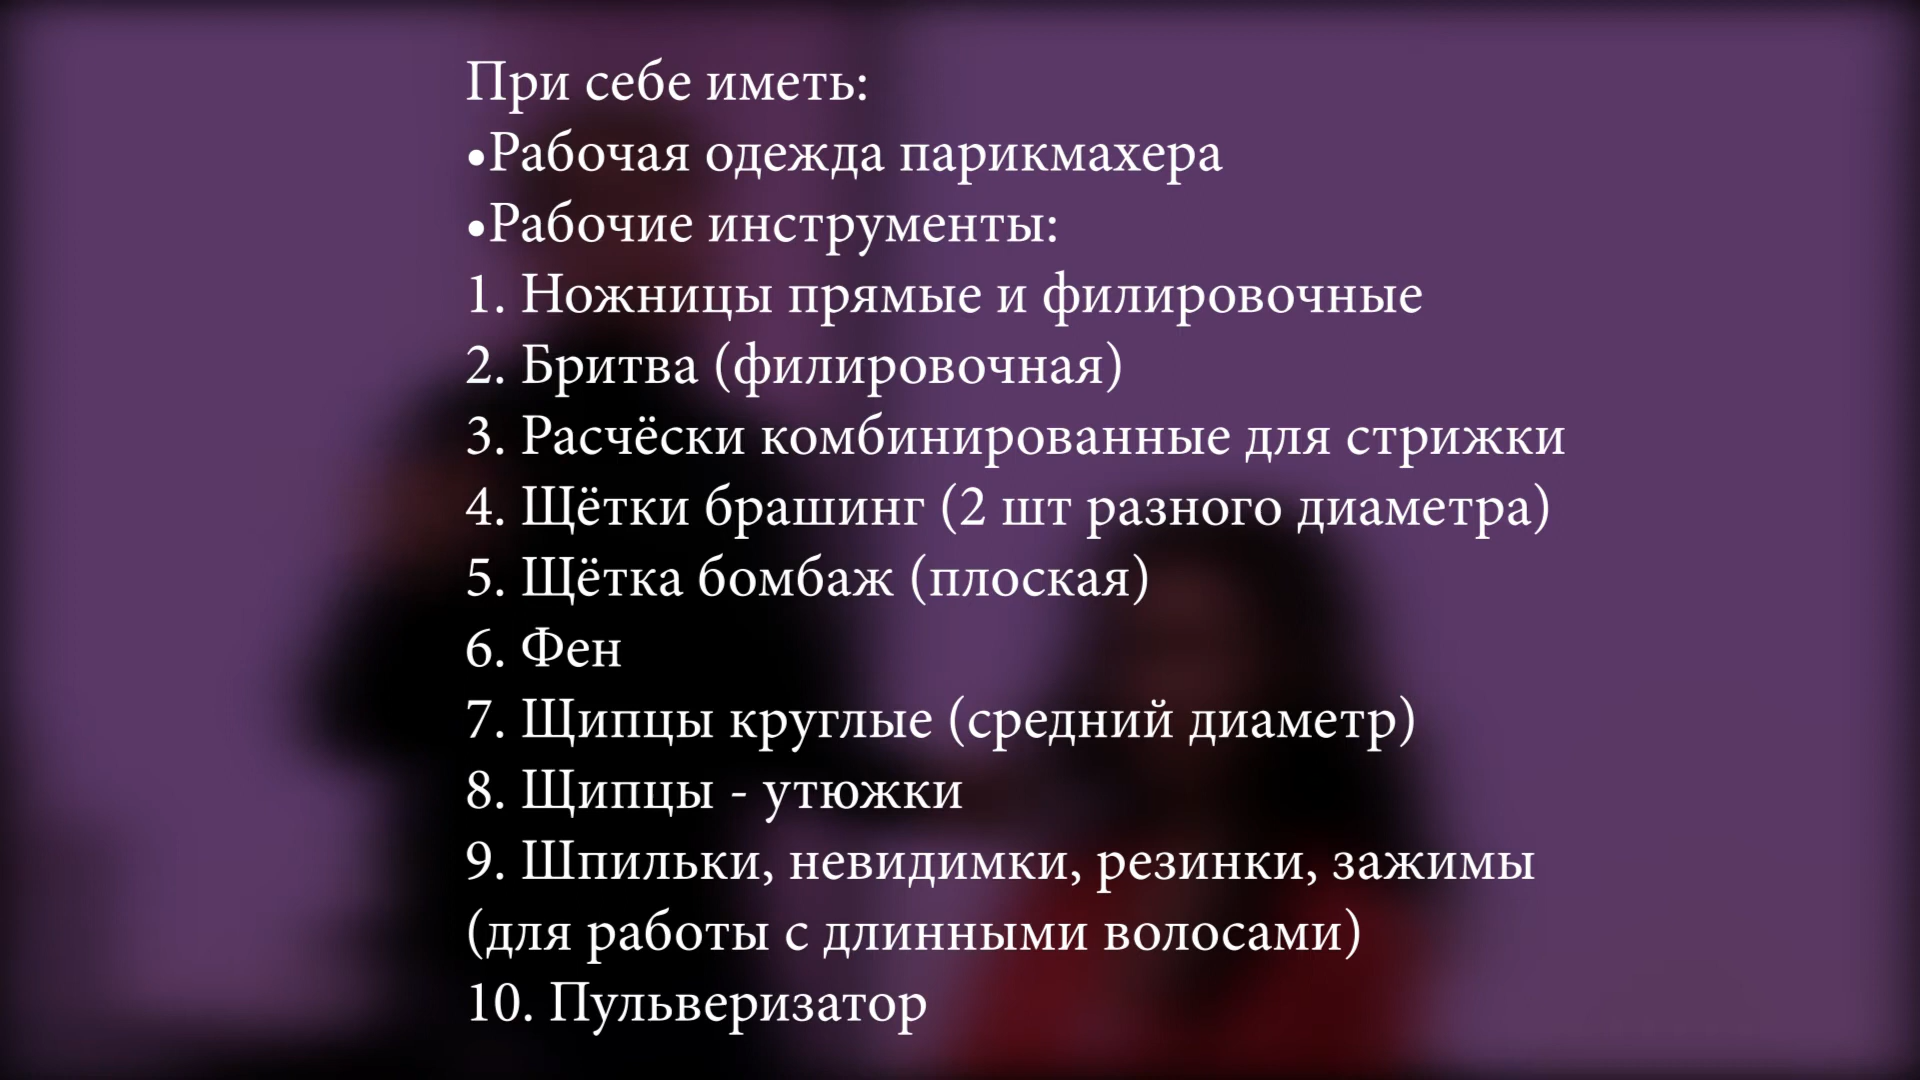 При себе иметь:
•Рабочая одежда парикмахера
•Рабочие инструменты:
1. Ножницы прямые и филировочные
2. Бритва (филировочная)
3. Расчёски комбинированные для стрижки
4. Щётки брашинг (2 шт разного диаметра)
5. Щётка бомбаж (плоская)
6. Фен
7. Щипцы круглые (средний диаметр)
8. Щипцы - утюжки
9. Шпильки, невидимки, резинки, зажимы
(для работы с длинными волосами)
10. Пульверизатор